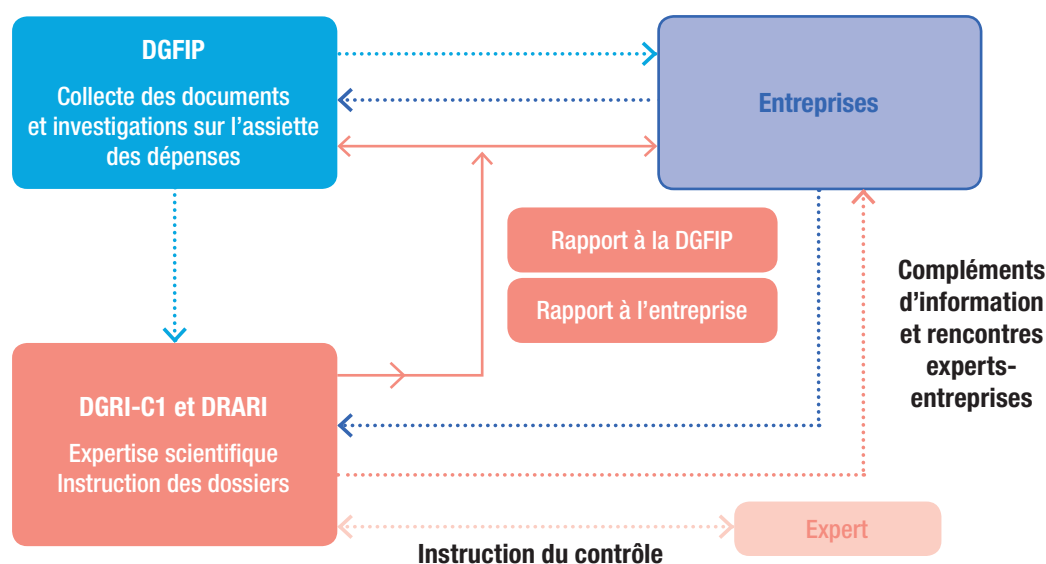 DGFIP
Collecte des documents
et investigations sur l’assiette
des dépenses
Entreprises
Rapport à la DGFIP
Rapport à l’entreprise
Compléments
d’information
et rencontres
experts-
entreprises
DGRI-C1 et DRARI
Expertise scientifique
Instruction des dossiers
Instruction du contrôle
Expert